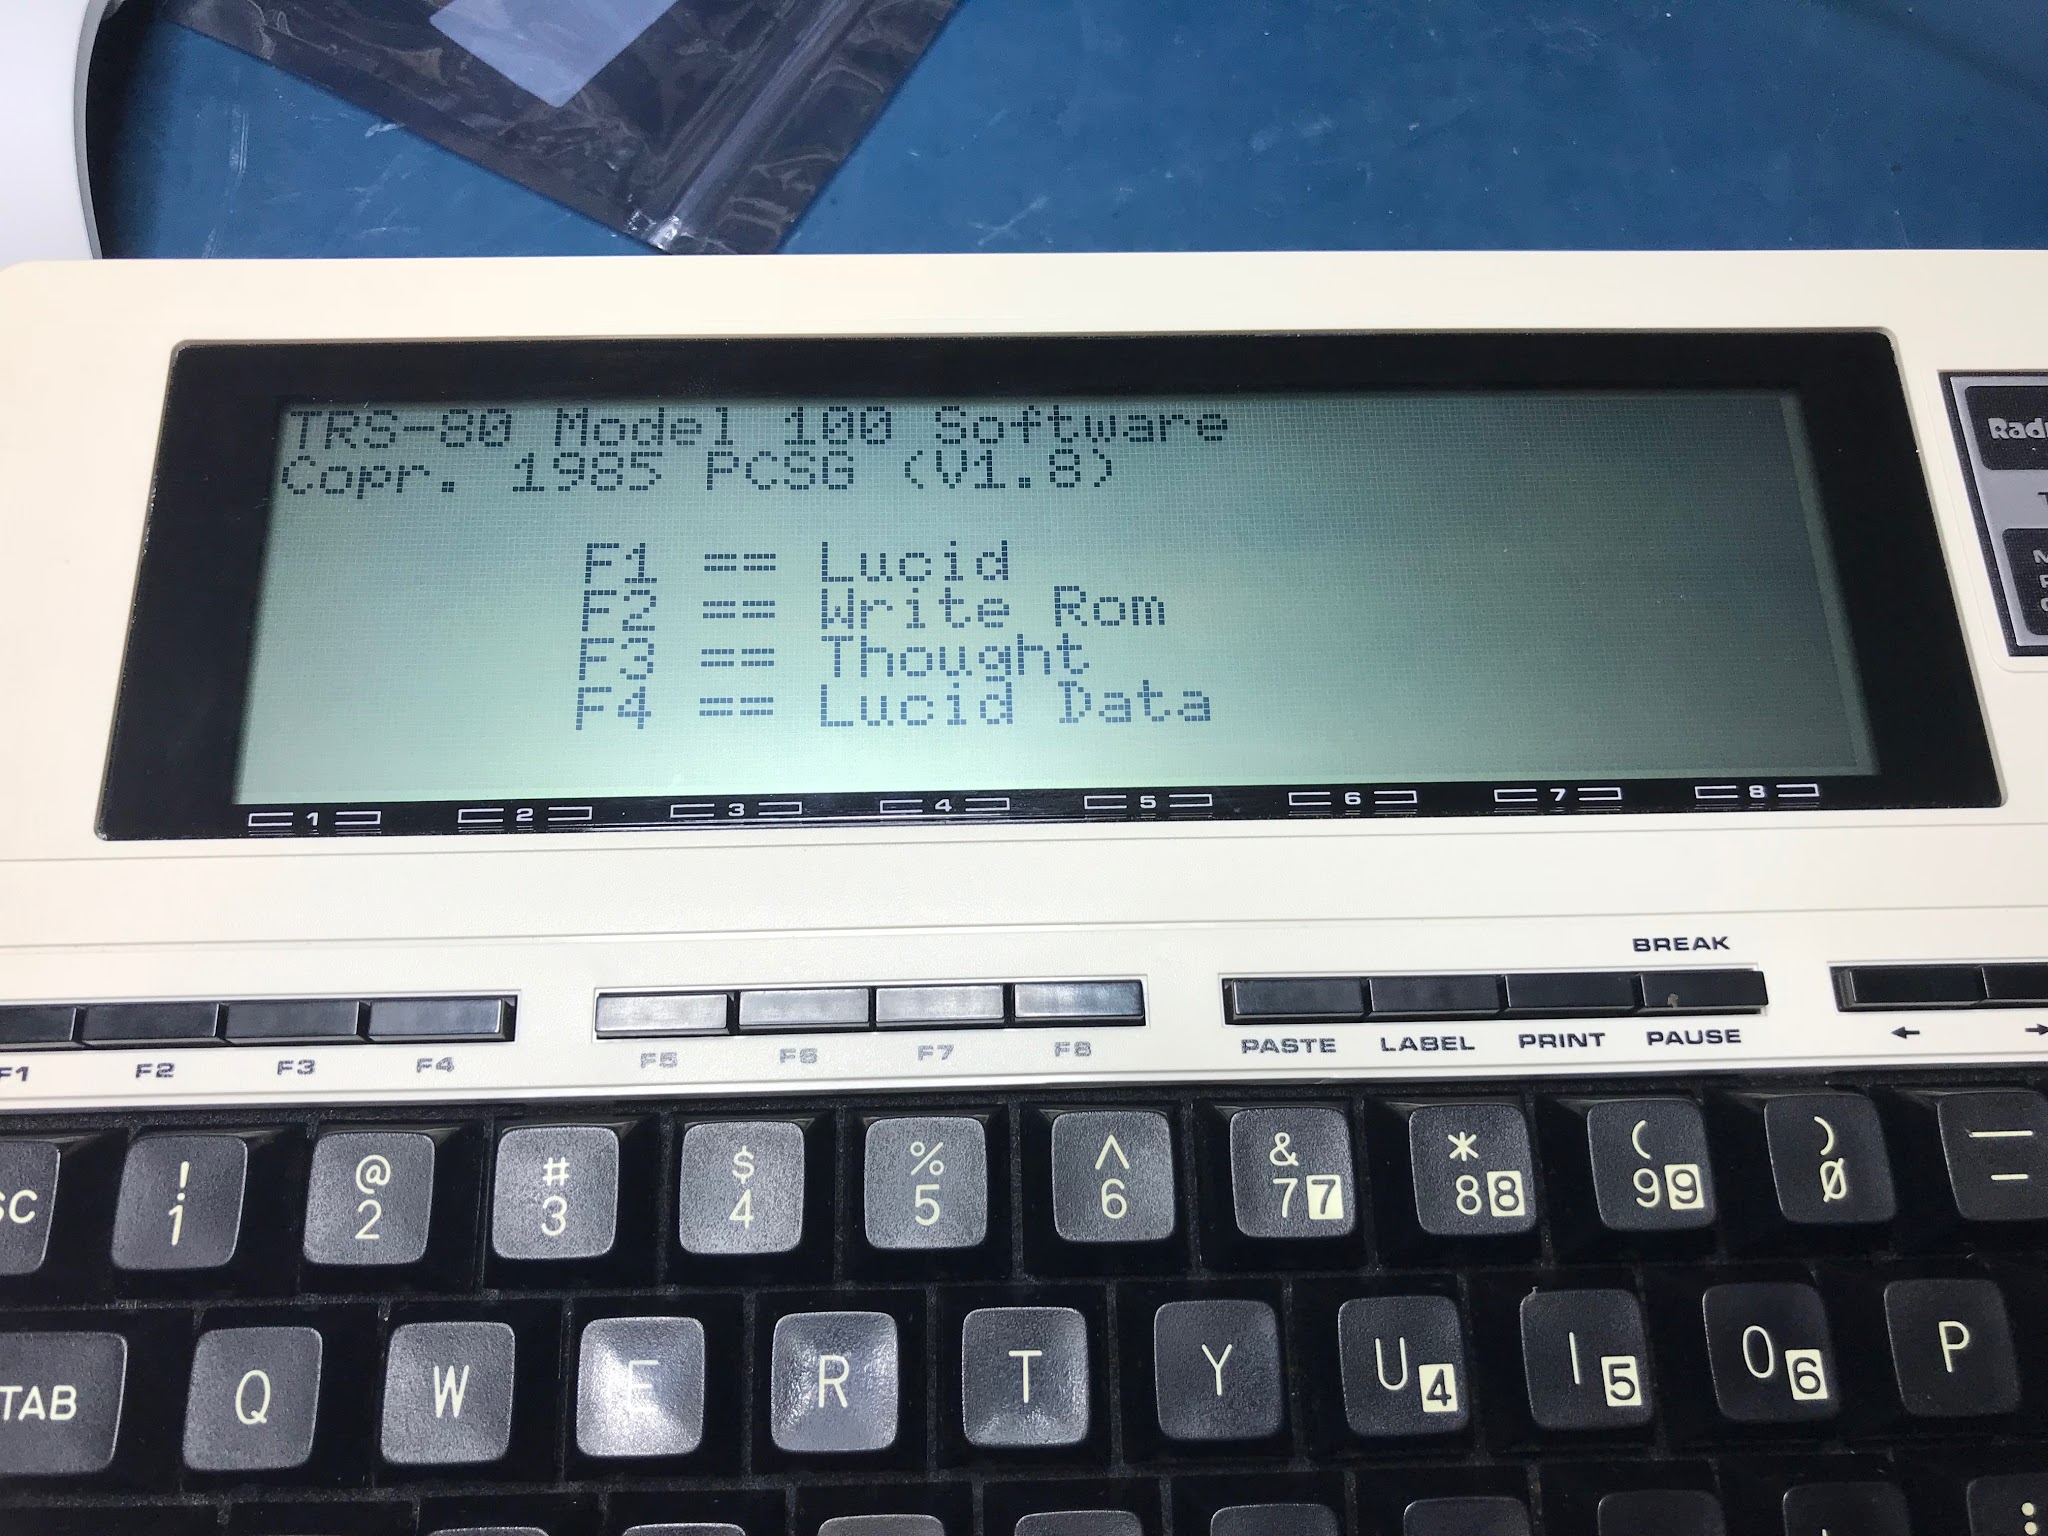 TRS-80 Model 100 Software
Copr. 1985 PCSG (V1.8)
F1 == Lucid
F2 == Write Rom
F3 == Thought
F4 == Lucid Data
1 2 3 4 5 6 7 8
BREAK
F1 F2 F3 F4 F5 F6 F7 F8 PASTE LABEL PRINT PAUSE ← →
! @ # $ % ^ & * ( ) —
1 2 3 4 5 6 7 7 8 8 9 9 0 -
TAB Q W E R T Y U 4 I 5 O 6 P